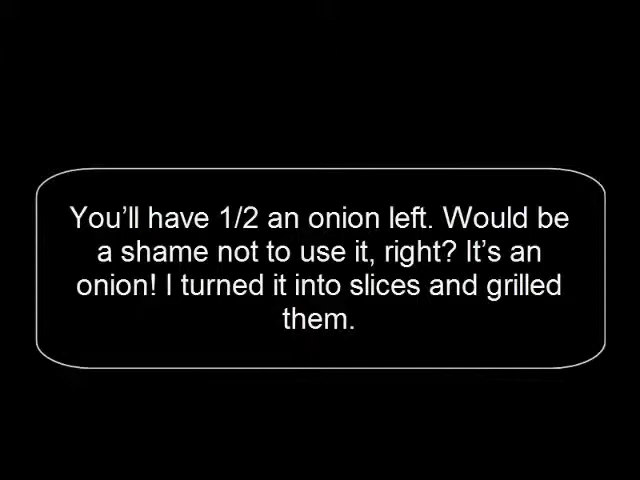 You’ll have 1/2 an onion left. Would be
a shame not to use it, right? It’s an
onion! I turned it into slices and grilled
them.